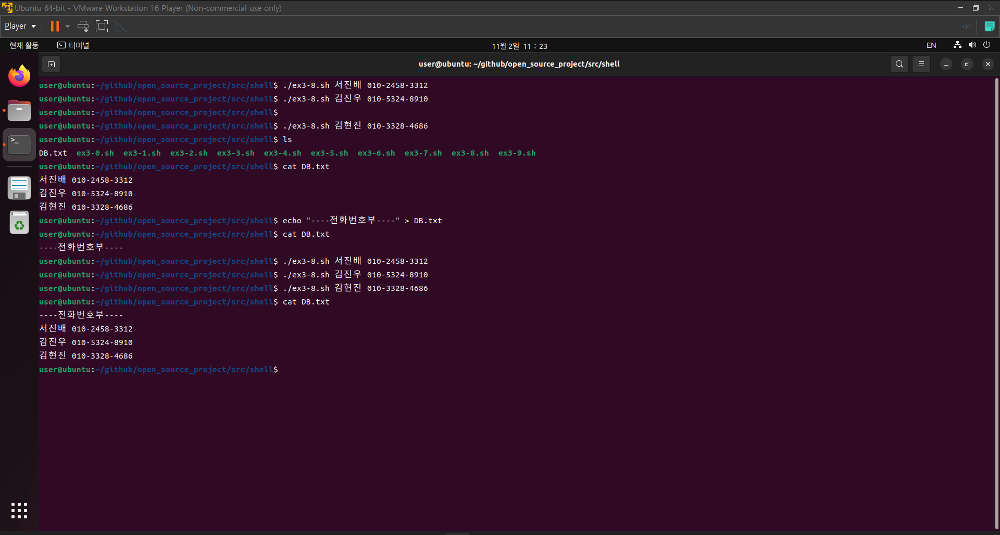 Ubuntu 64-bit - VMware Workstation 16 Player (Non-commercial use only)
Player
현재 활동 터미널 11월 2일 11 : 23 EN
user@ubuntu: ~/github/open_source_project/src/shell
user@ubuntu:~/github/open_source_project/src/shell$ ./ex3-8.sh 서진배 010-2458-3312
user@ubuntu:~/github/open_source_project/src/shell$ ./ex3-8.sh 김진우 010-5324-8910
user@ubuntu:~/github/open_source_project/src/shell$
user@ubuntu:~/github/open_source_project/src/shell$ ./ex3-8.sh 김현진 010-3328-4686
user@ubuntu:~/github/open_source_project/src/shell$ ls
DB.txt ex3-0.sh ex3-1.sh ex3-2.sh ex3-3.sh ex3-4.sh ex3-5.sh ex3-6.sh ex3-7.sh ex3-8.sh ex3-9.sh
user@ubuntu:~/github/open_source_project/src/shell$ cat DB.txt
서진배 010-2458-3312
김진우 010-5324-8910
김현진 010-3328-4686
user@ubuntu:~/github/open_source_project/src/shell$ echo "----전화번호부----" > DB.txt
user@ubuntu:~/github/open_source_project/src/shell$ cat DB.txt
----전화번호부----
user@ubuntu:~/github/open_source_project/src/shell$ ./ex3-8.sh 서진배 010-2458-3312
user@ubuntu:~/github/open_source_project/src/shell$ ./ex3-8.sh 김진우 010-5324-8910
user@ubuntu:~/github/open_source_project/src/shell$ ./ex3-8.sh 김현진 010-3328-4686
user@ubuntu:~/github/open_source_project/src/shell$ cat DB.txt
----전화번호부----
서진배 010-2458-3312
김진우 010-5324-8910
김현진 010-3328-4686
user@ubuntu:~/github/open_source_project/src/shell$